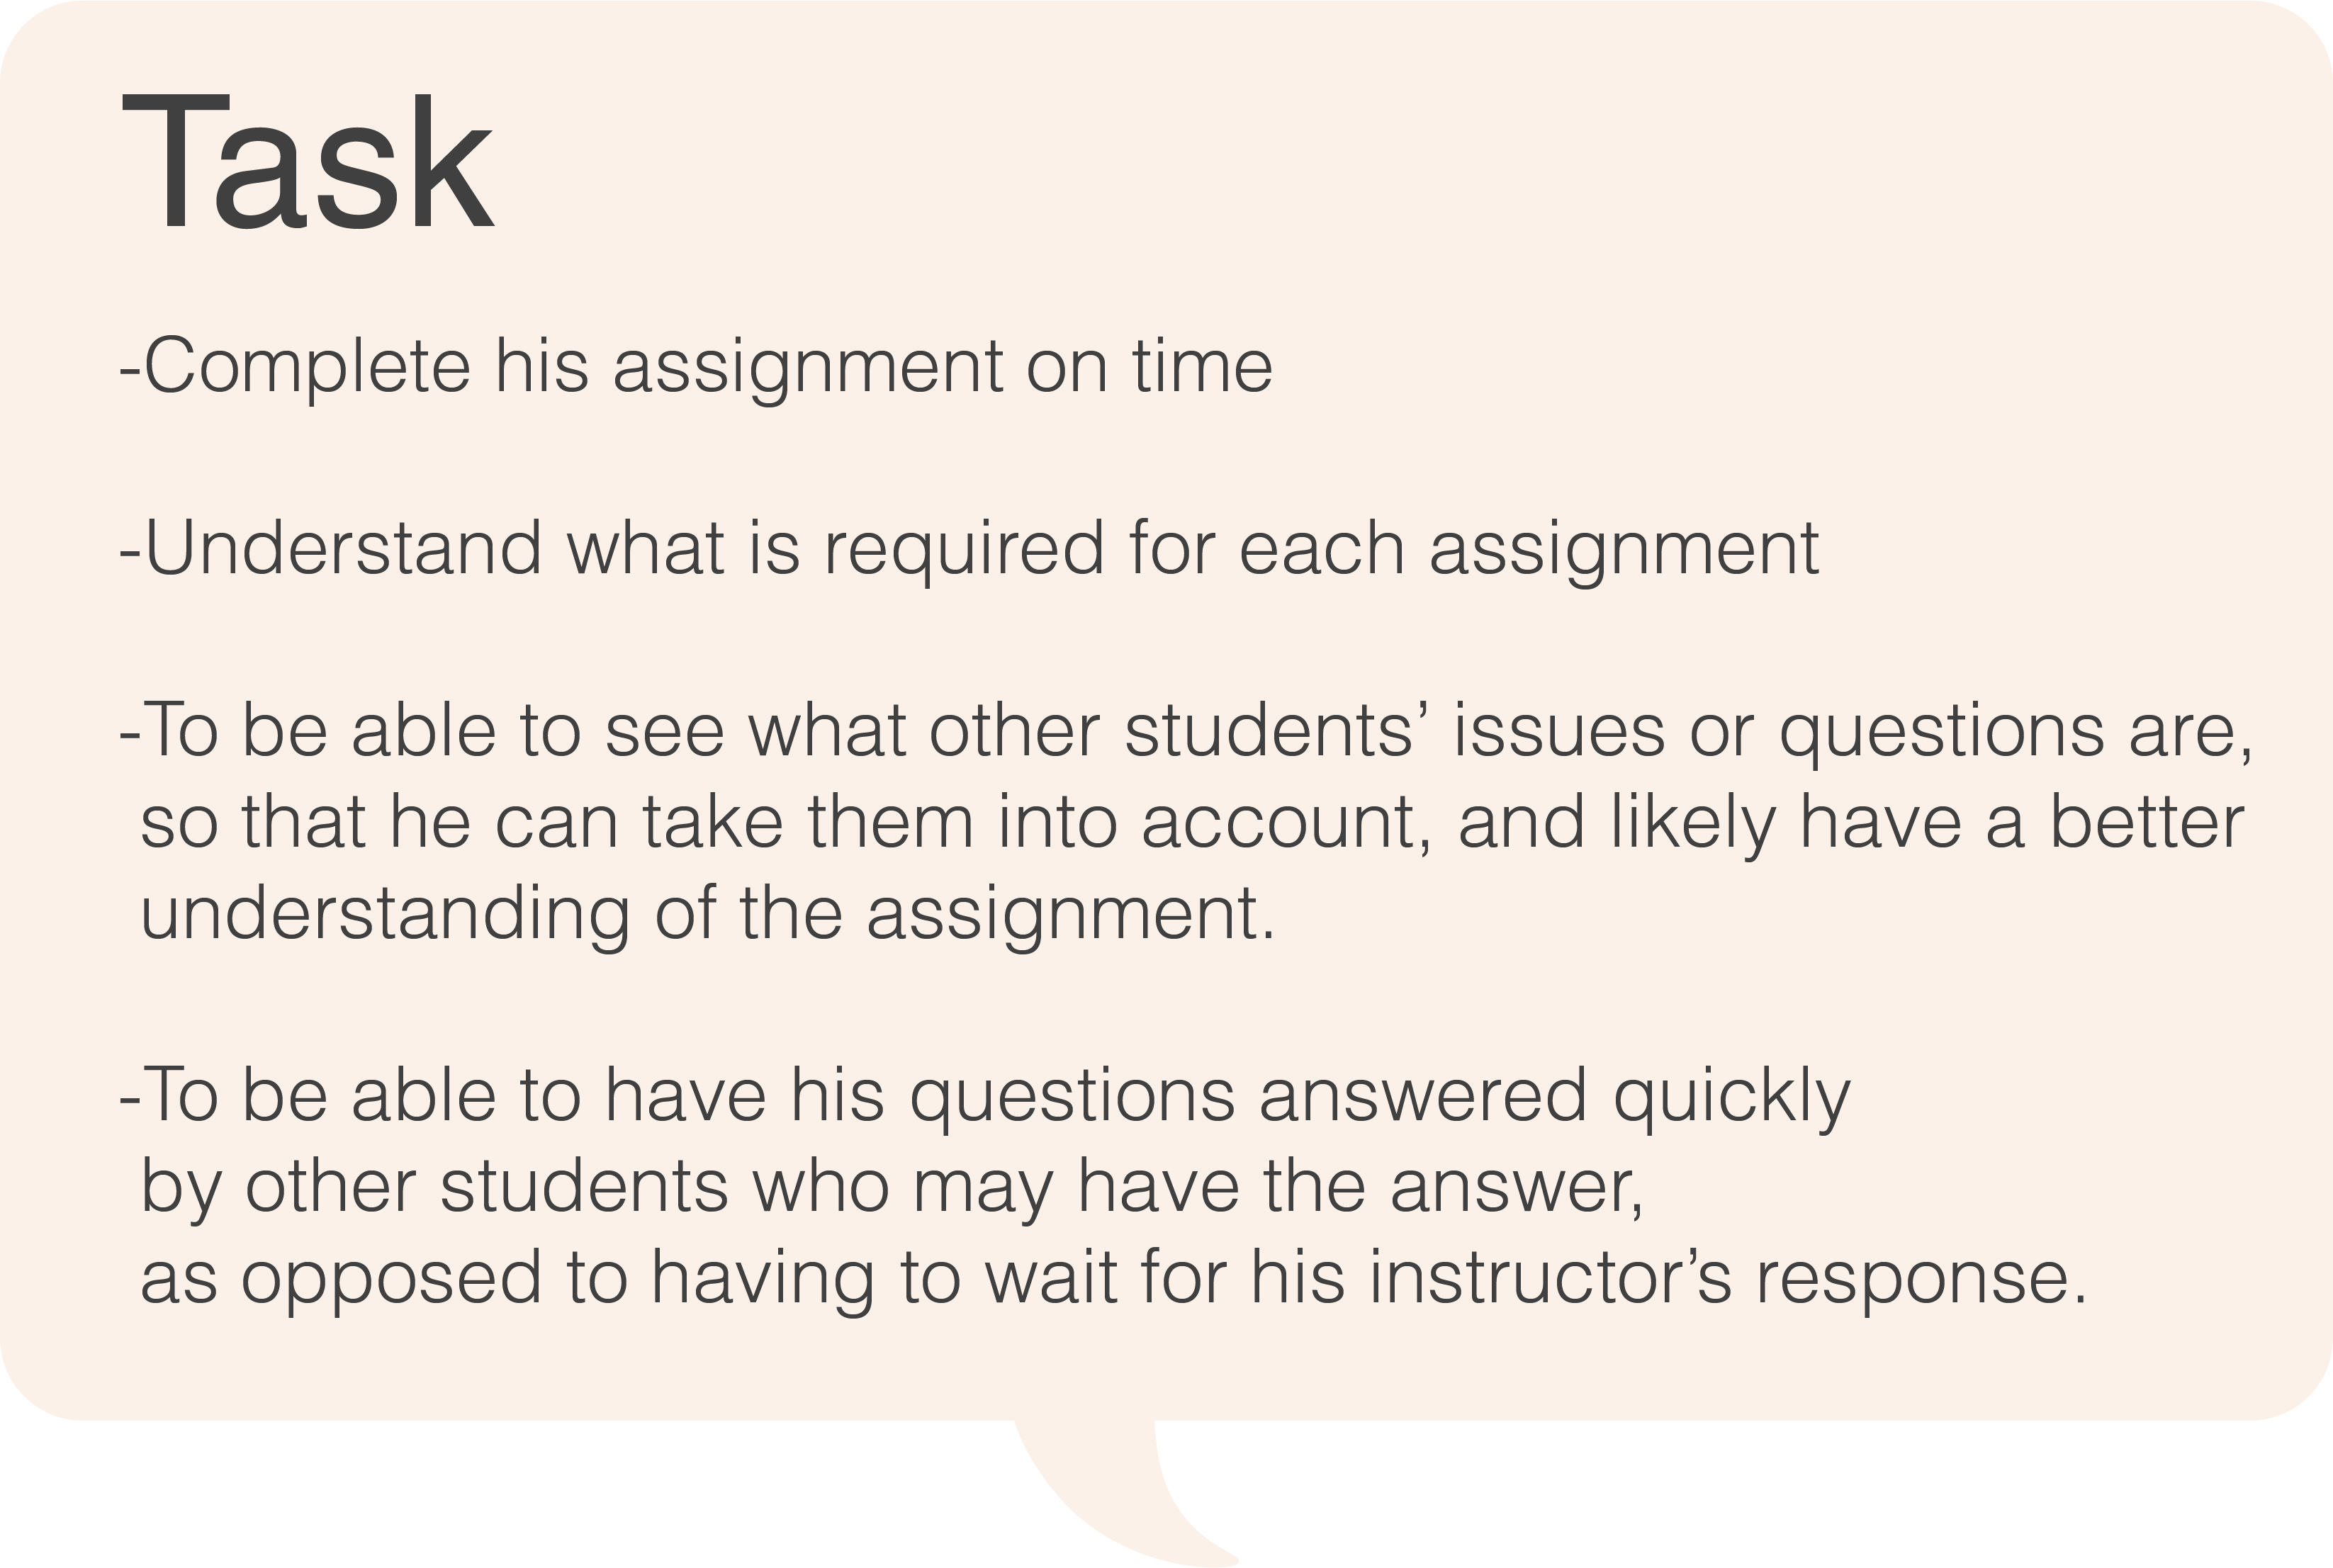 Task
-Complete his assignment on time
-Understand what is required for each assignment
-To be able to see what other students’ issues or questions are,
so that he can take them into account, and likely have a better
understanding of the assignment.
-To be able to have his questions answered quickly
by other students who may have the answer,
as opposed to having to wait for his instructor’s response.